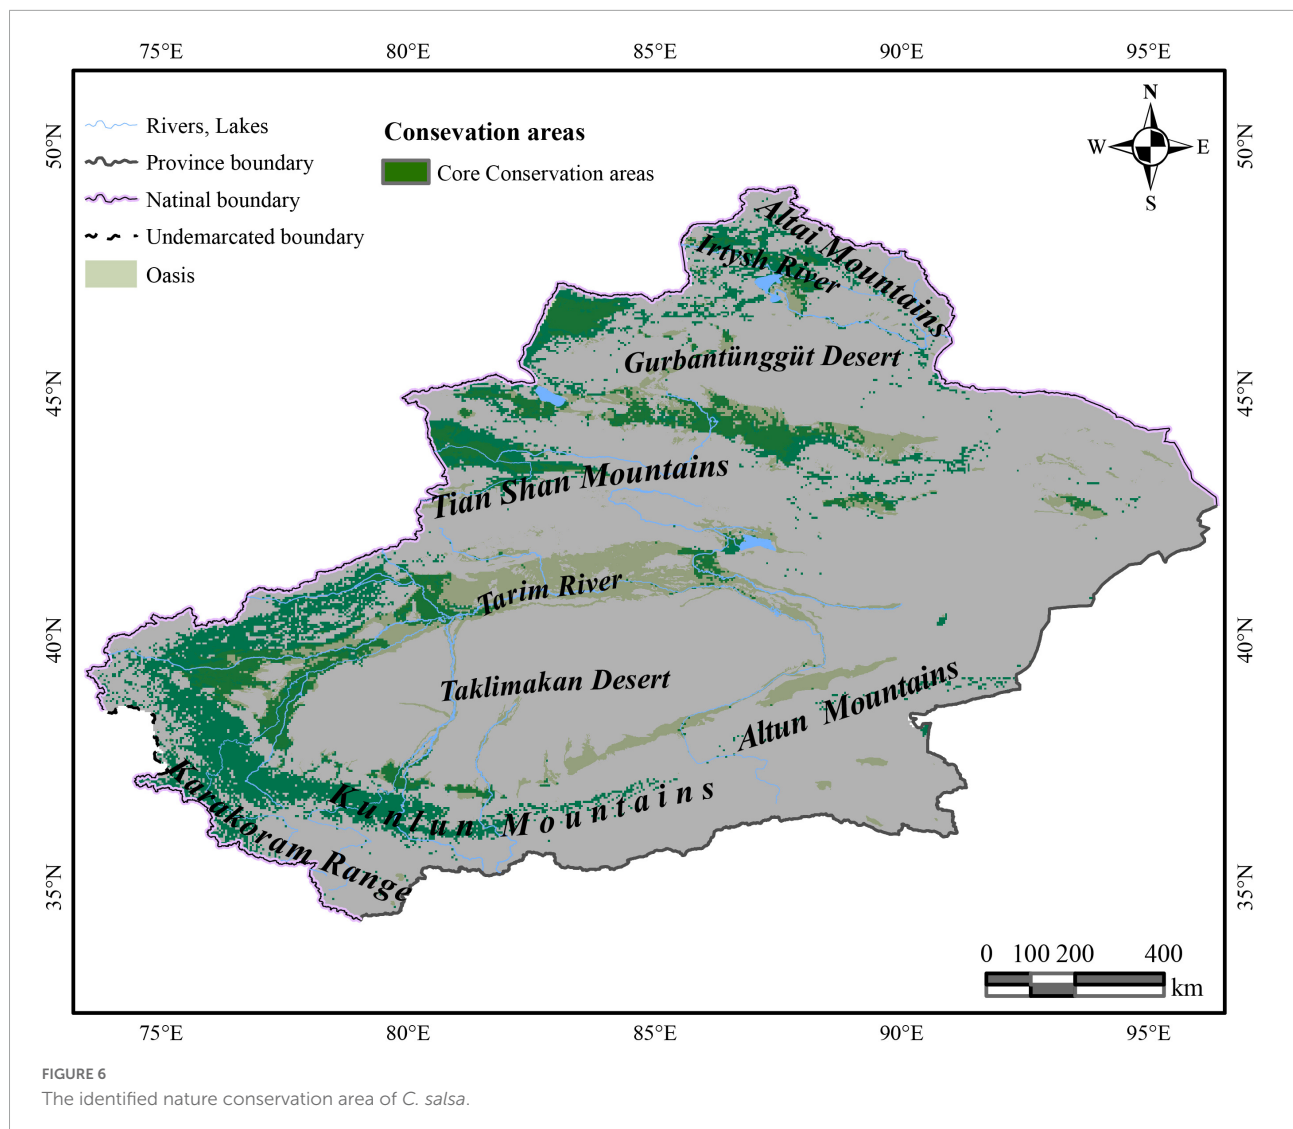 75°E 80°E 85°E 90°E 95°E
50°N 50°N
45°N 45°N
40°N 40°N
35°N 35°N
Rivers, Lakes
Province boundary
Natinal boundary
Undemarcated boundary
Oasis
Consevation areas
Core Conservation areas
N
W E
S
Altai Mountains
Irtysh River
Gurbantünggüt Desert
Tian Shan Mountains
Tarim River
Taklimakan Desert
Altun Mountains
Kunlun Mountains
Karakoram Range
0 100 200 400
km
75°E 80°E 85°E 90°E 95°E
FIGURE 6
The identified nature conservation area of C. salsa.